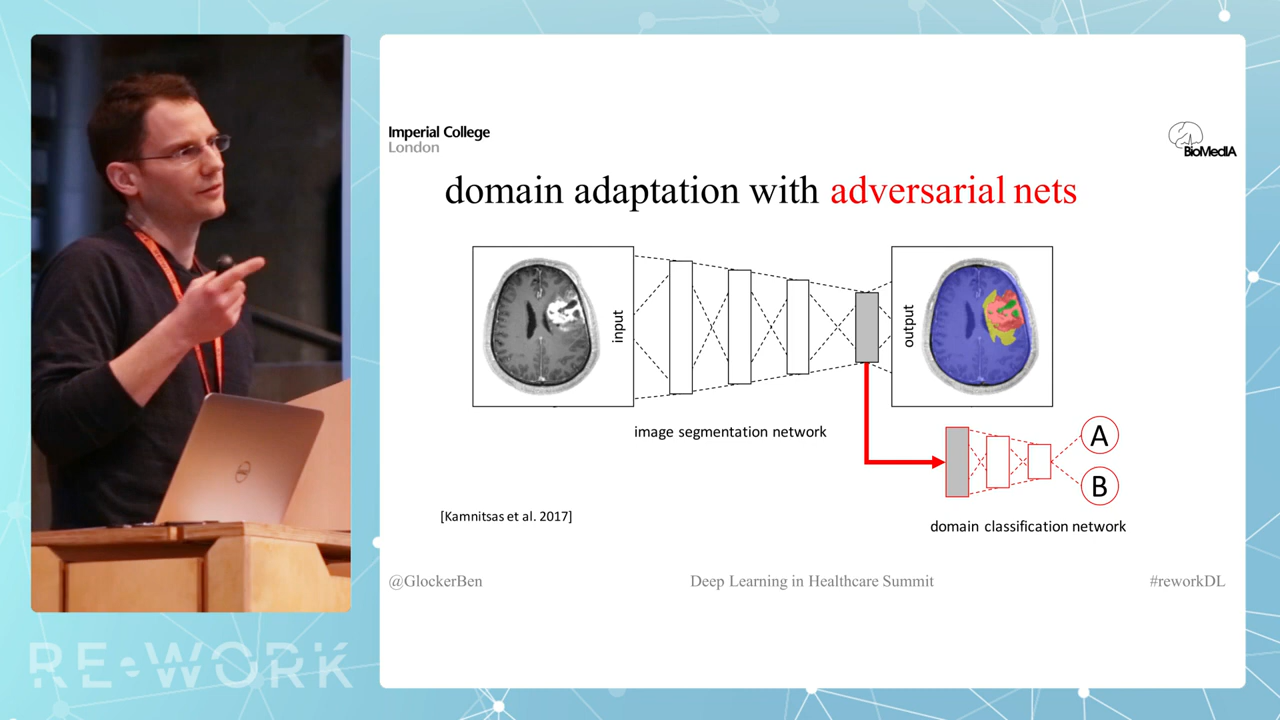 Imperial College
London
BioMedIA
domain adaptation with adversarial nets
input
output
image segmentation network
A
B
[Kamnitsas et al. 2017]
domain classification network
@GlockerBen
Deep Learning in Healthcare Summit
#reworkDL
RE•WORK